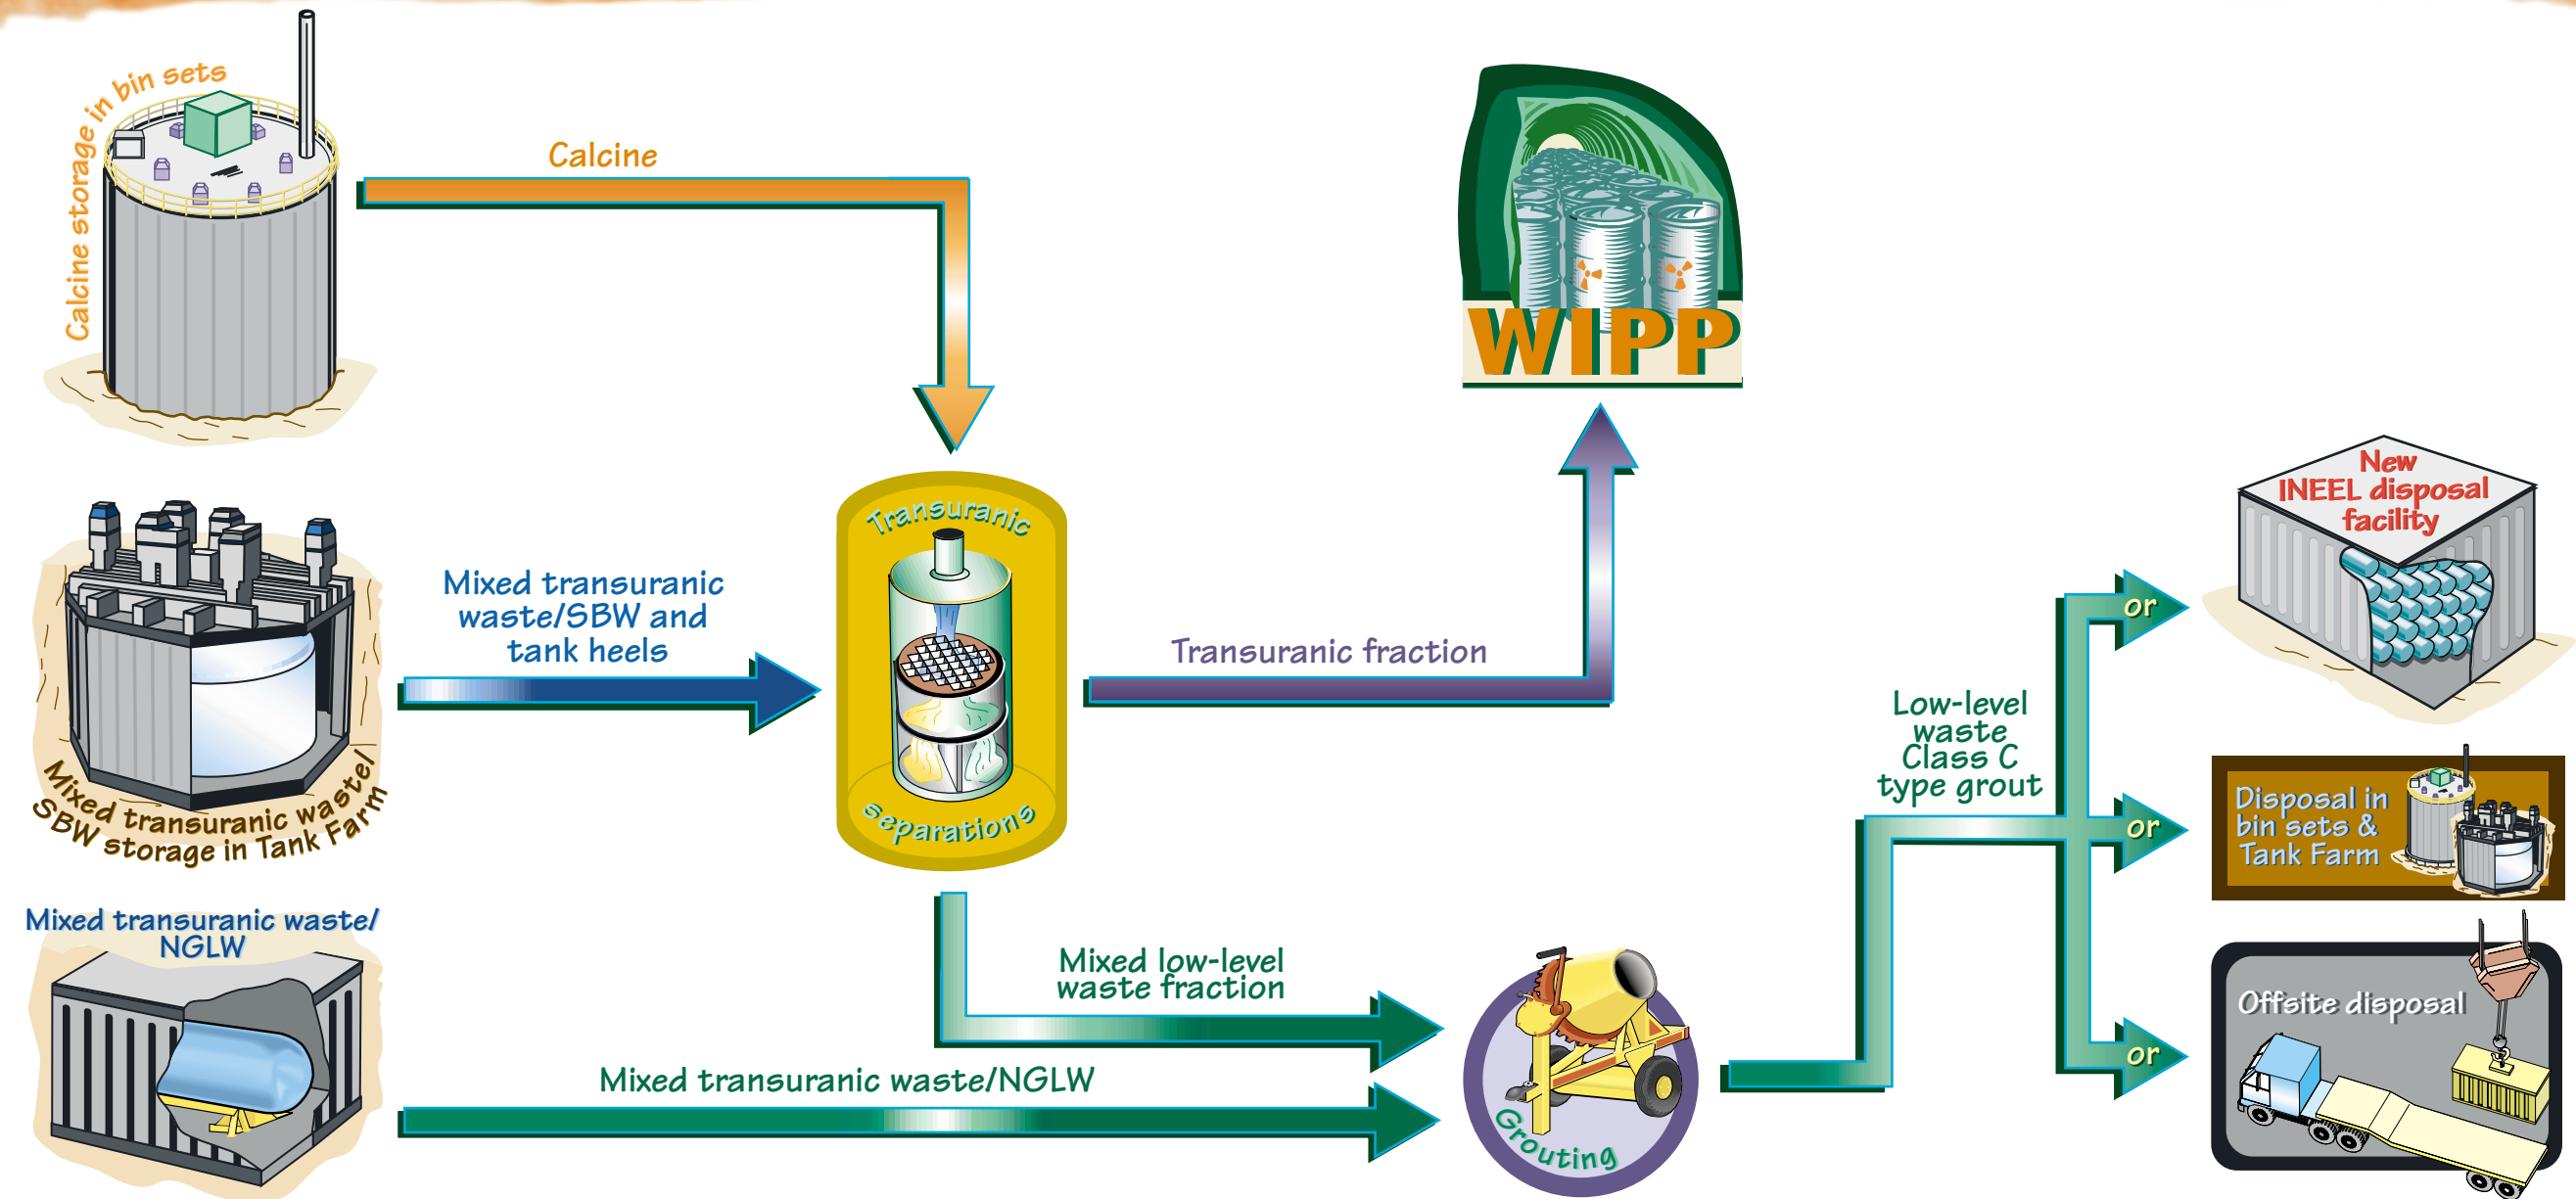 Calcine storage in bin sets
Calcine
WIPP
Mixed transuranic
waste/SBW and
tank heels
Mixed transuranic waste/
SBW storage in Tank Farm
Transuranic
separations
Transuranic fraction
New
INEEL disposal
facility
Low-level
waste
Class C
type grout
or
or
or
Disposal in
bin sets &
Tank Farm
Mixed transuranic waste/
NGLW
Mixed low-level
waste fraction
Mixed transuranic waste/NGLW
Grouting
Offsite disposal